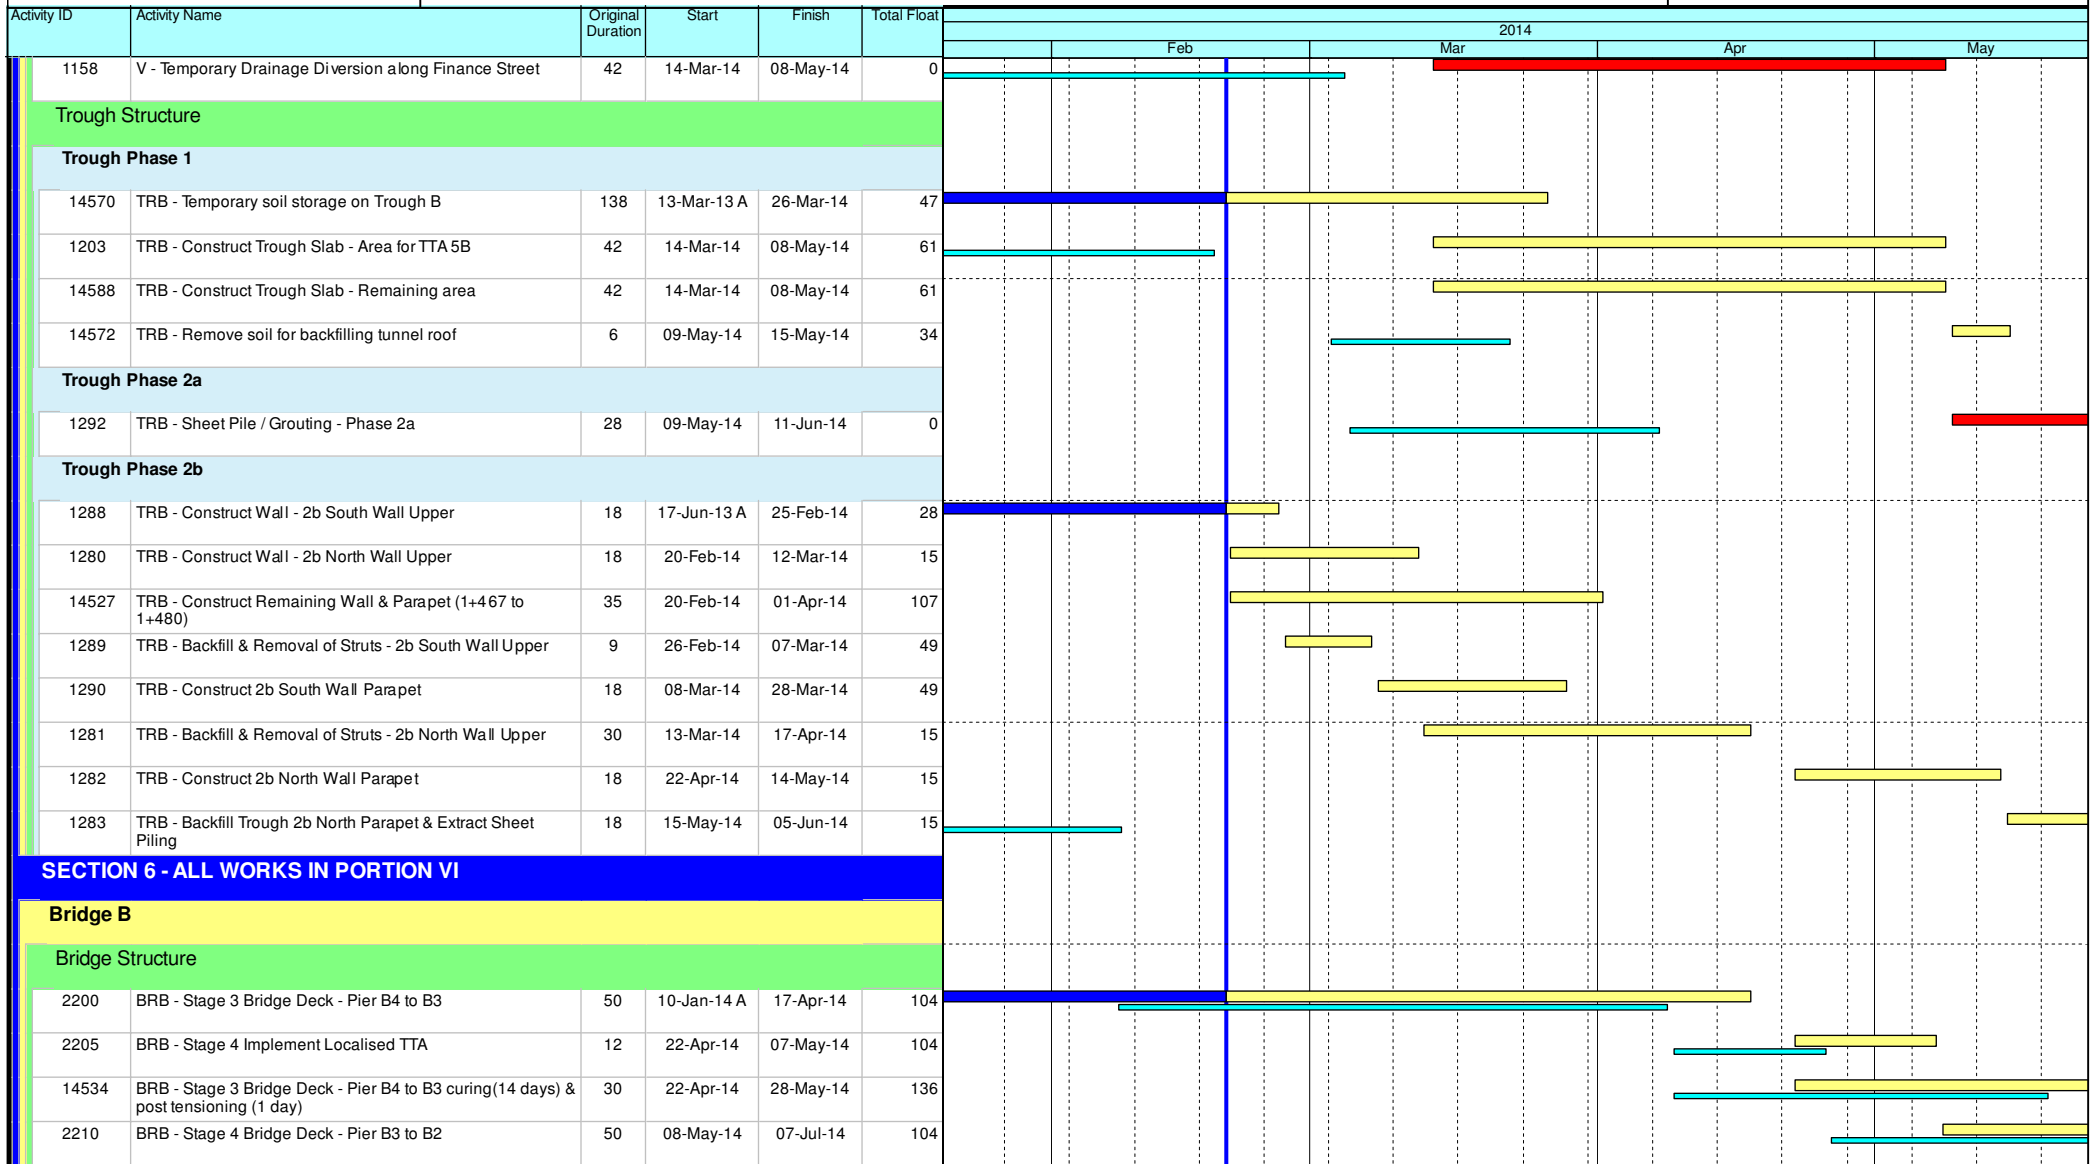 Activity ID Activity Name Original Duration Start Finish Total Float
2014
Feb Mar Apr May
1158 V - Temporary Drainage Diversion along Finance Street 42 14-Mar-14 08-May-14 0
Trough Structure
Trough Phase 1
14570 TRB - Temporary soil storage on Trough B 138 13-Mar-13 A 26-Mar-14 47
1203 TRB - Construct Trough Slab - Area for TTA 5B 42 14-Mar-14 08-May-14 61
14588 TRB - Construct Trough Slab - Remaining area 42 14-Mar-14 08-May-14 61
14572 TRB - Remove soil for backfilling tunnel roof 6 09-May-14 15-May-14 34
Trough Phase 2a
1292 TRB - Sheet Pile / Grouting - Phase 2a 28 09-May-14 11-Jun-14 0
Trough Phase 2b
1288 TRB - Construct Wall - 2b South Wall Upper 18 17-Jun-13 A 25-Feb-14 28
1280 TRB - Construct Wall - 2b North Wall Upper 18 20-Feb-14 12-Mar-14 15
14527 TRB - Construct Remaining Wall & Parapet (1+467 to 35 20-Feb-14 01-Apr-14 107
1+480)
1289 TRB - Backfill & Removal of Struts - 2b South Wall Upper 9 26-Feb-14 07-Mar-14 49
1290 TRB - Construct 2b South Wall Parapet 18 08-Mar-14 28-Mar-14 49
1281 TRB - Backfill & Removal of Struts - 2b North Wall Upper 30 13-Mar-14 17-Apr-14 15
1282 TRB - Construct 2b North Wall Parapet 18 22-Apr-14 14-May-14 15
1283 TRB - Backfill Trough 2b North Parapet & Extract Sheet 18 15-May-14 05-Jun-14 15
Piling
SECTION 6 - ALL WORKS IN PORTION VI
Bridge B
Bridge Structure
2200 BRB - Stage 3 Bridge Deck - Pier B4 to B3 50 10-Jan-14 A 17-Apr-14 104
2205 BRB - Stage 4 Implement Localised TTA 12 22-Apr-14 07-May-14 104
14534 BRB - Stage 3 Bridge Deck - Pier B4 to B3 curing(14 days) & 30 22-Apr-14 28-May-14 136
post tensioning (1 day)
2210 BRB - Stage 4 Bridge Deck - Pier B3 to B2 50 08-May-14 07-Jul-14 104